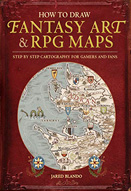 HOW TO DRAW
FANTASY ART
& RPG MAPS
STEP BY STEP CARTOGRAPHY FOR GAMERS AND FANS
JARED BLANDO